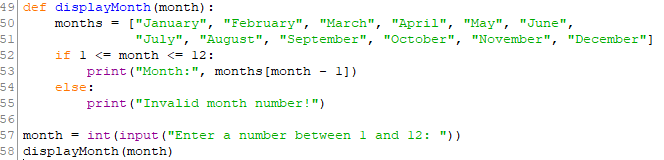 49 def displayMonth(month):
50     months = ["January", "February", "March", "April", "May", "June",
51               "July", "August", "September", "October", "November", "December"]
52     if 1 <= month <= 12:
53         print("Month:", months[month - 1])
54     else:
55         print("Invalid month number!")
56
57 month = int(input("Enter a number between 1 and 12: "))
58 displayMonth(month)